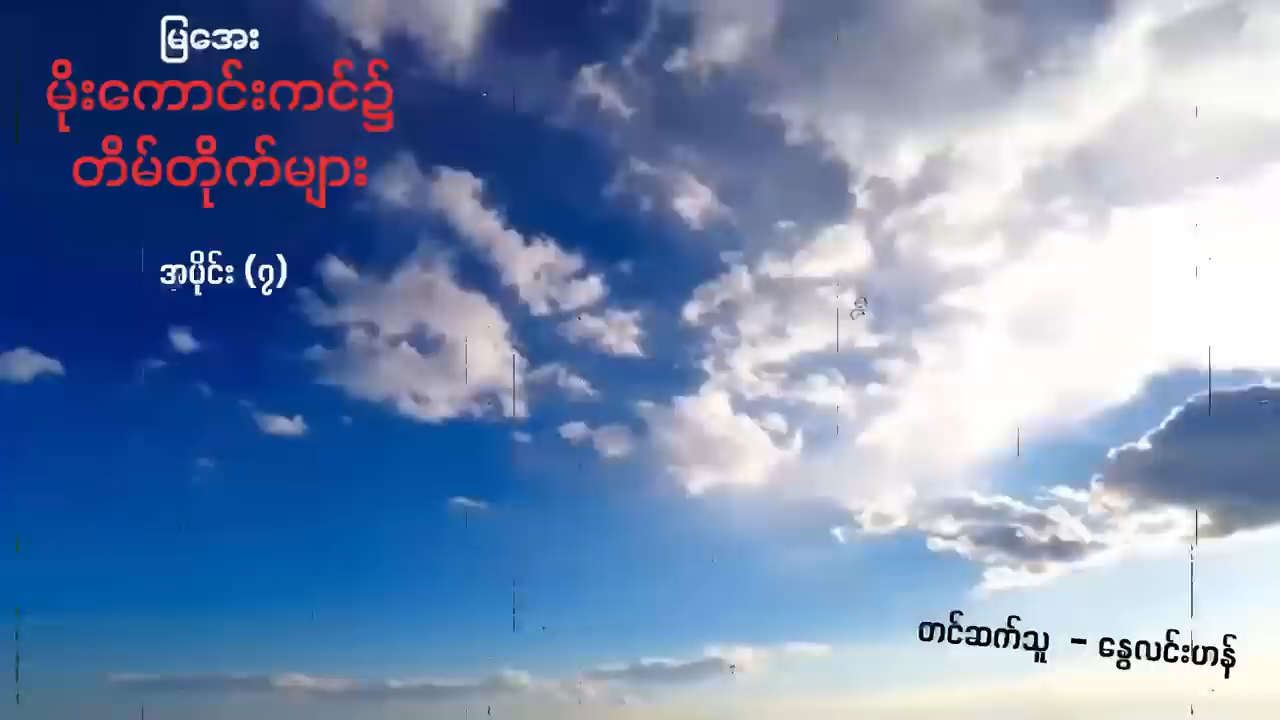 မြအေး
မိုးကောင်းကင်၌
တိမ်တိုက်များ
အပိုင်း (၇)
တင်ဆက်သူ - နွေလင်းဟန်